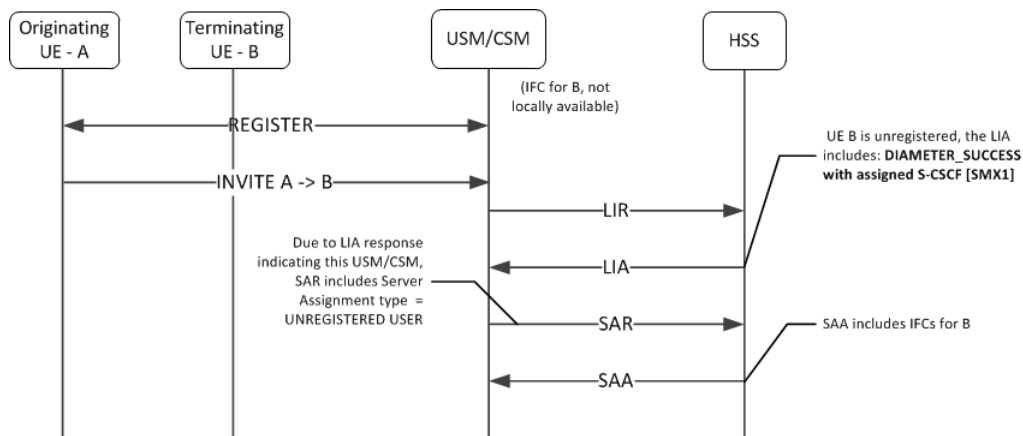 Originating
UE - A
Terminating
UE - B
USM/CSM
HSS
(IFC for B, not
locally available)
REGISTER
UE B is unregistered, the LIA
includes: DIAMETER_SUCCESS
with assigned S-CSCF [SMX1]
INVITE A -> B
LIR
Due to LIA response
indicating this USM/CSM,
SAR includes Server
Assignment type =
UNREGISTERED USER
LIA
SAR
SAA includes IFCs for B
SAA